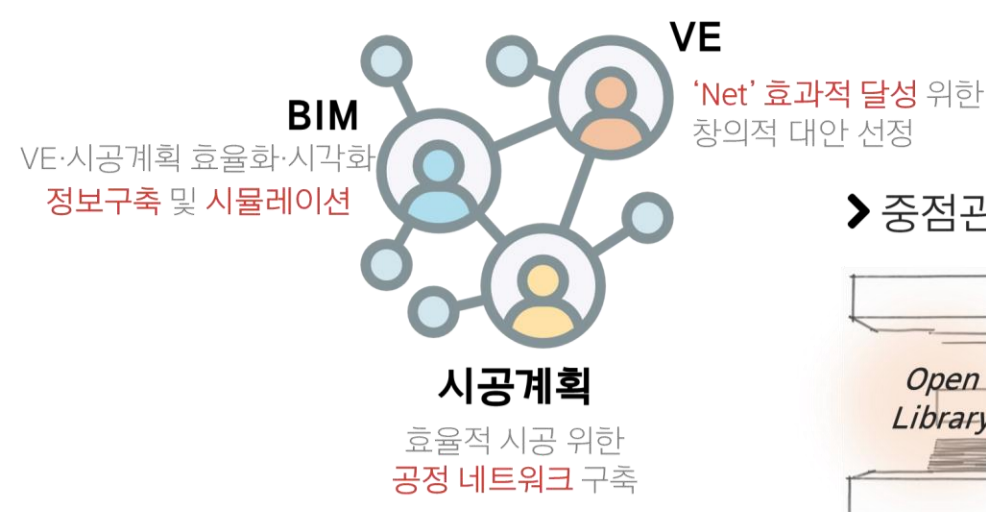 VE
'Net' 효과적 달성 위한
창의적 대안 선정
BIM
VE·시공계획 효율화·시각화
정보구축 및 시뮬레이션
시공계획
효율적 시공 위한
공정 네트워크 구축
중점관
Open
Library